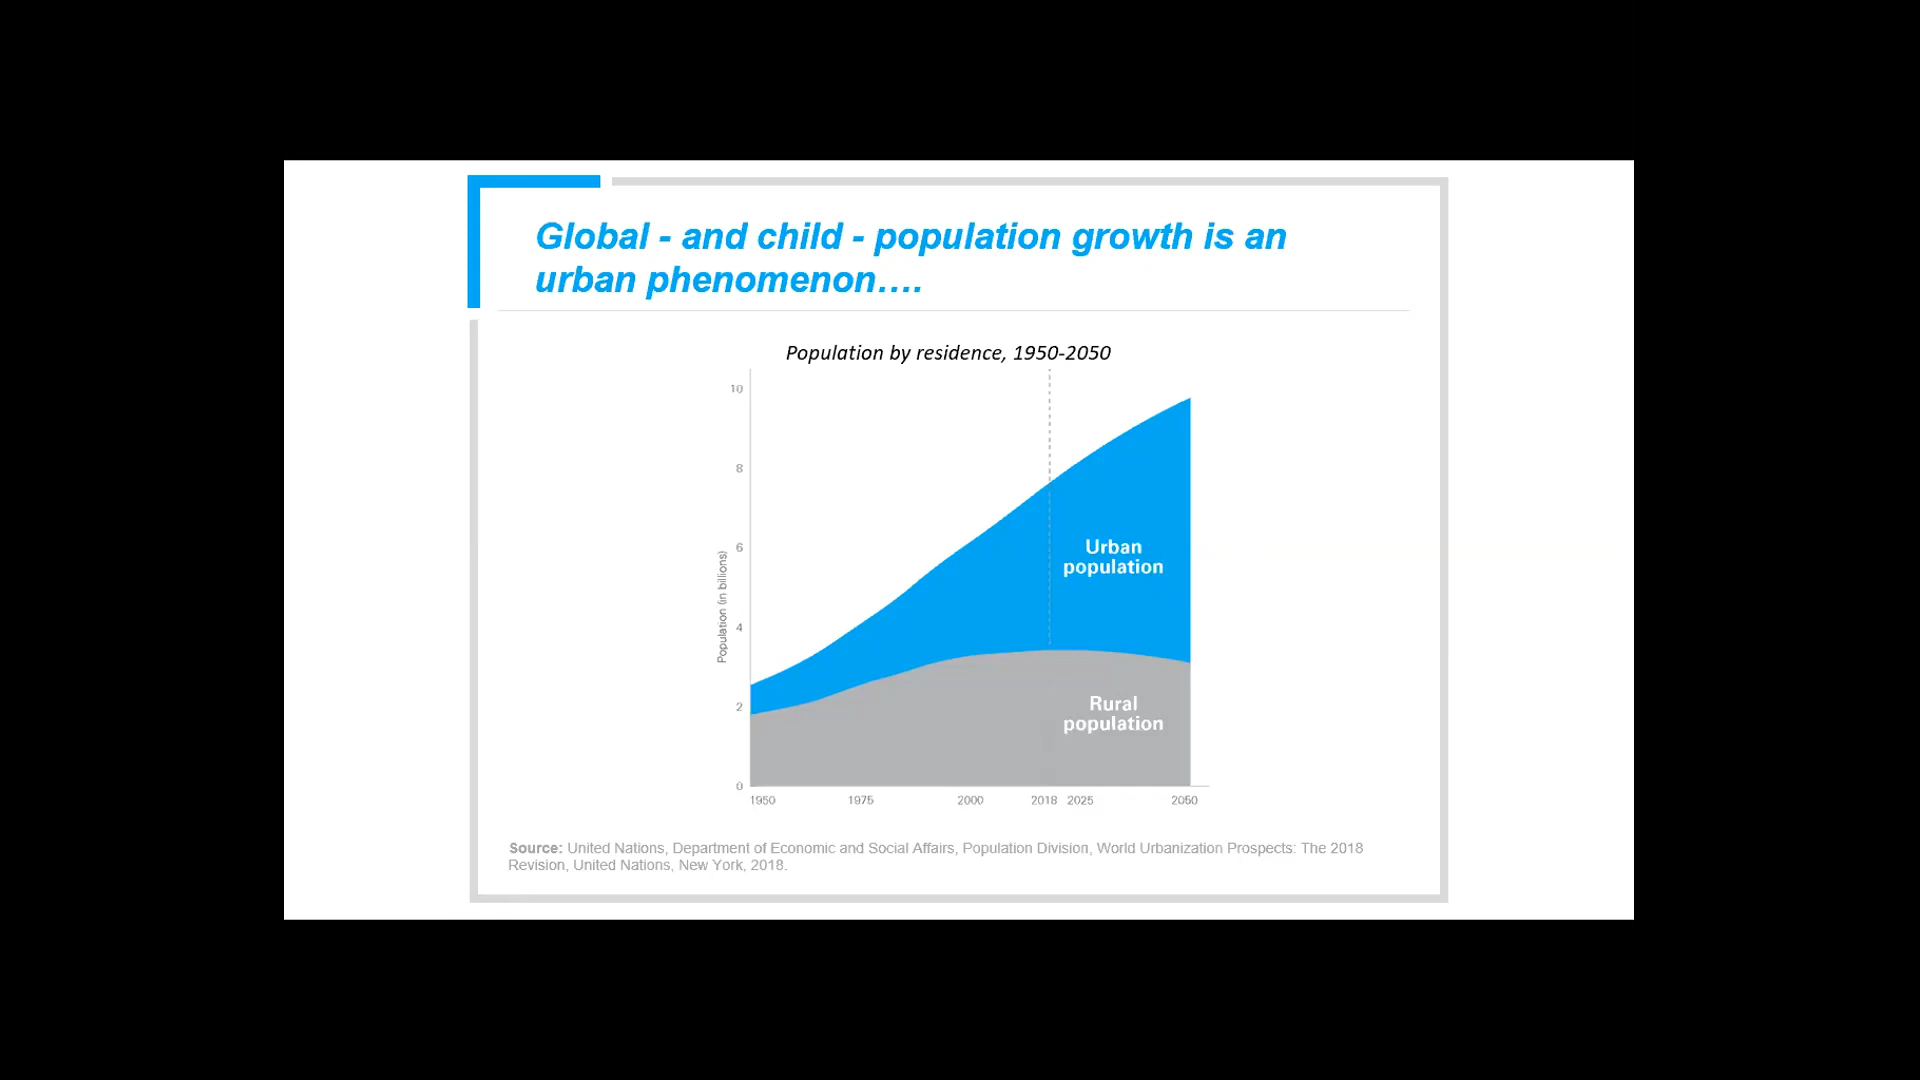 Global - and child - population growth is an
urban phenomenon....
Population by residence, 1950-2050
10
8
6
4
2
0
Population (in billions)
Urban
population
Rural
population
1950 1975 2000 2018 2025 2050
Source: United Nations, Department of Economic and Social Affairs, Population Division, World Urbanization Prospects: The 2018
Revision, United Nations, New York, 2018.